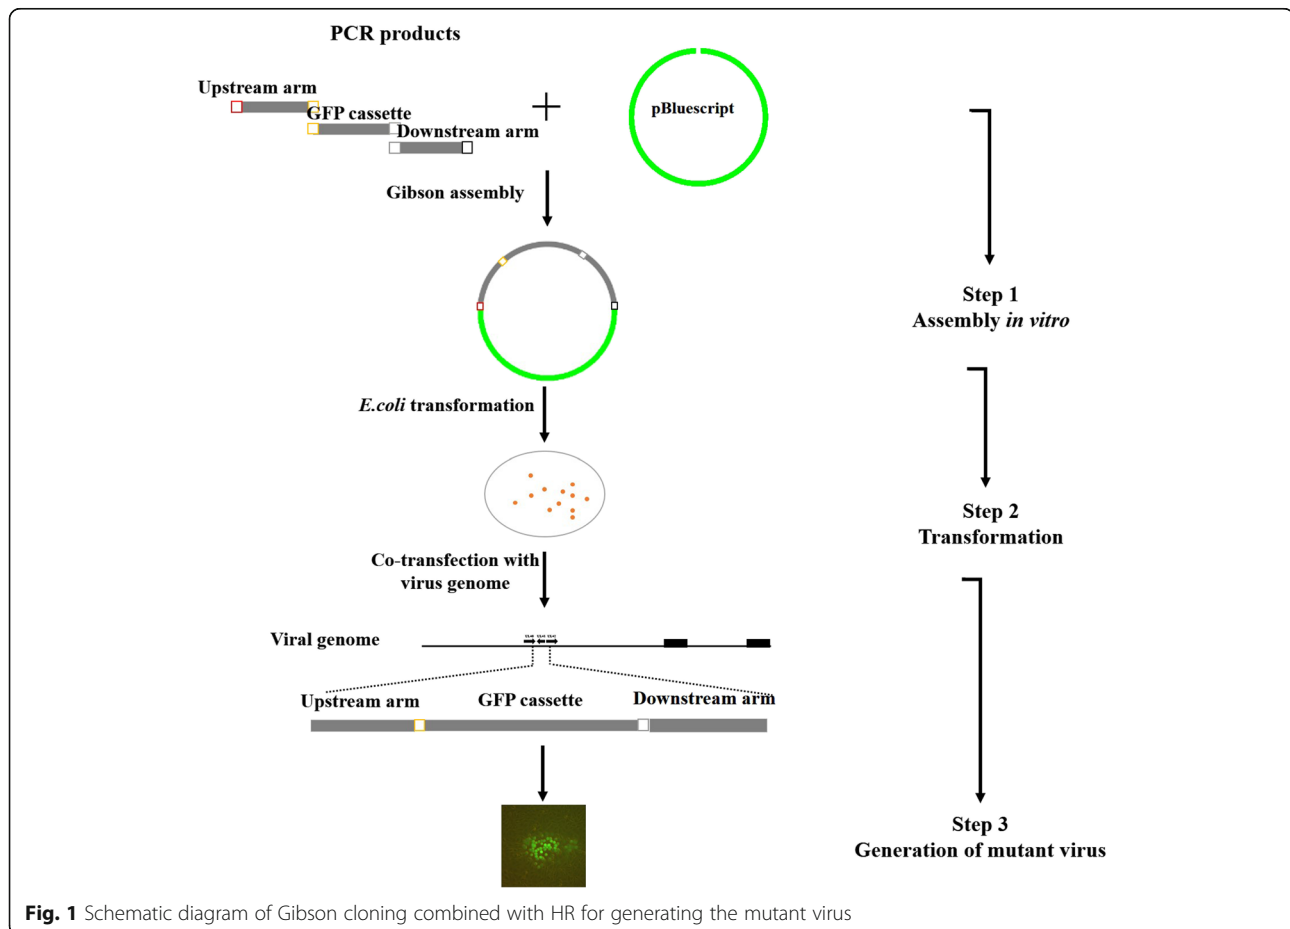 PCR products
Upstream arm
GFP cassette
Downstream arm
pBluescript
Gibson assembly
Step 1
Assembly in vitro
E.coli transformation
Step 2
Transformation
Co-transfection with
virus genome
Viral genome
Upstream arm
GFP cassette
Downstream arm
Step 3
Generation of mutant virus
Fig. 1 Schematic diagram of Gibson cloning combined with HR for generating the mutant virus